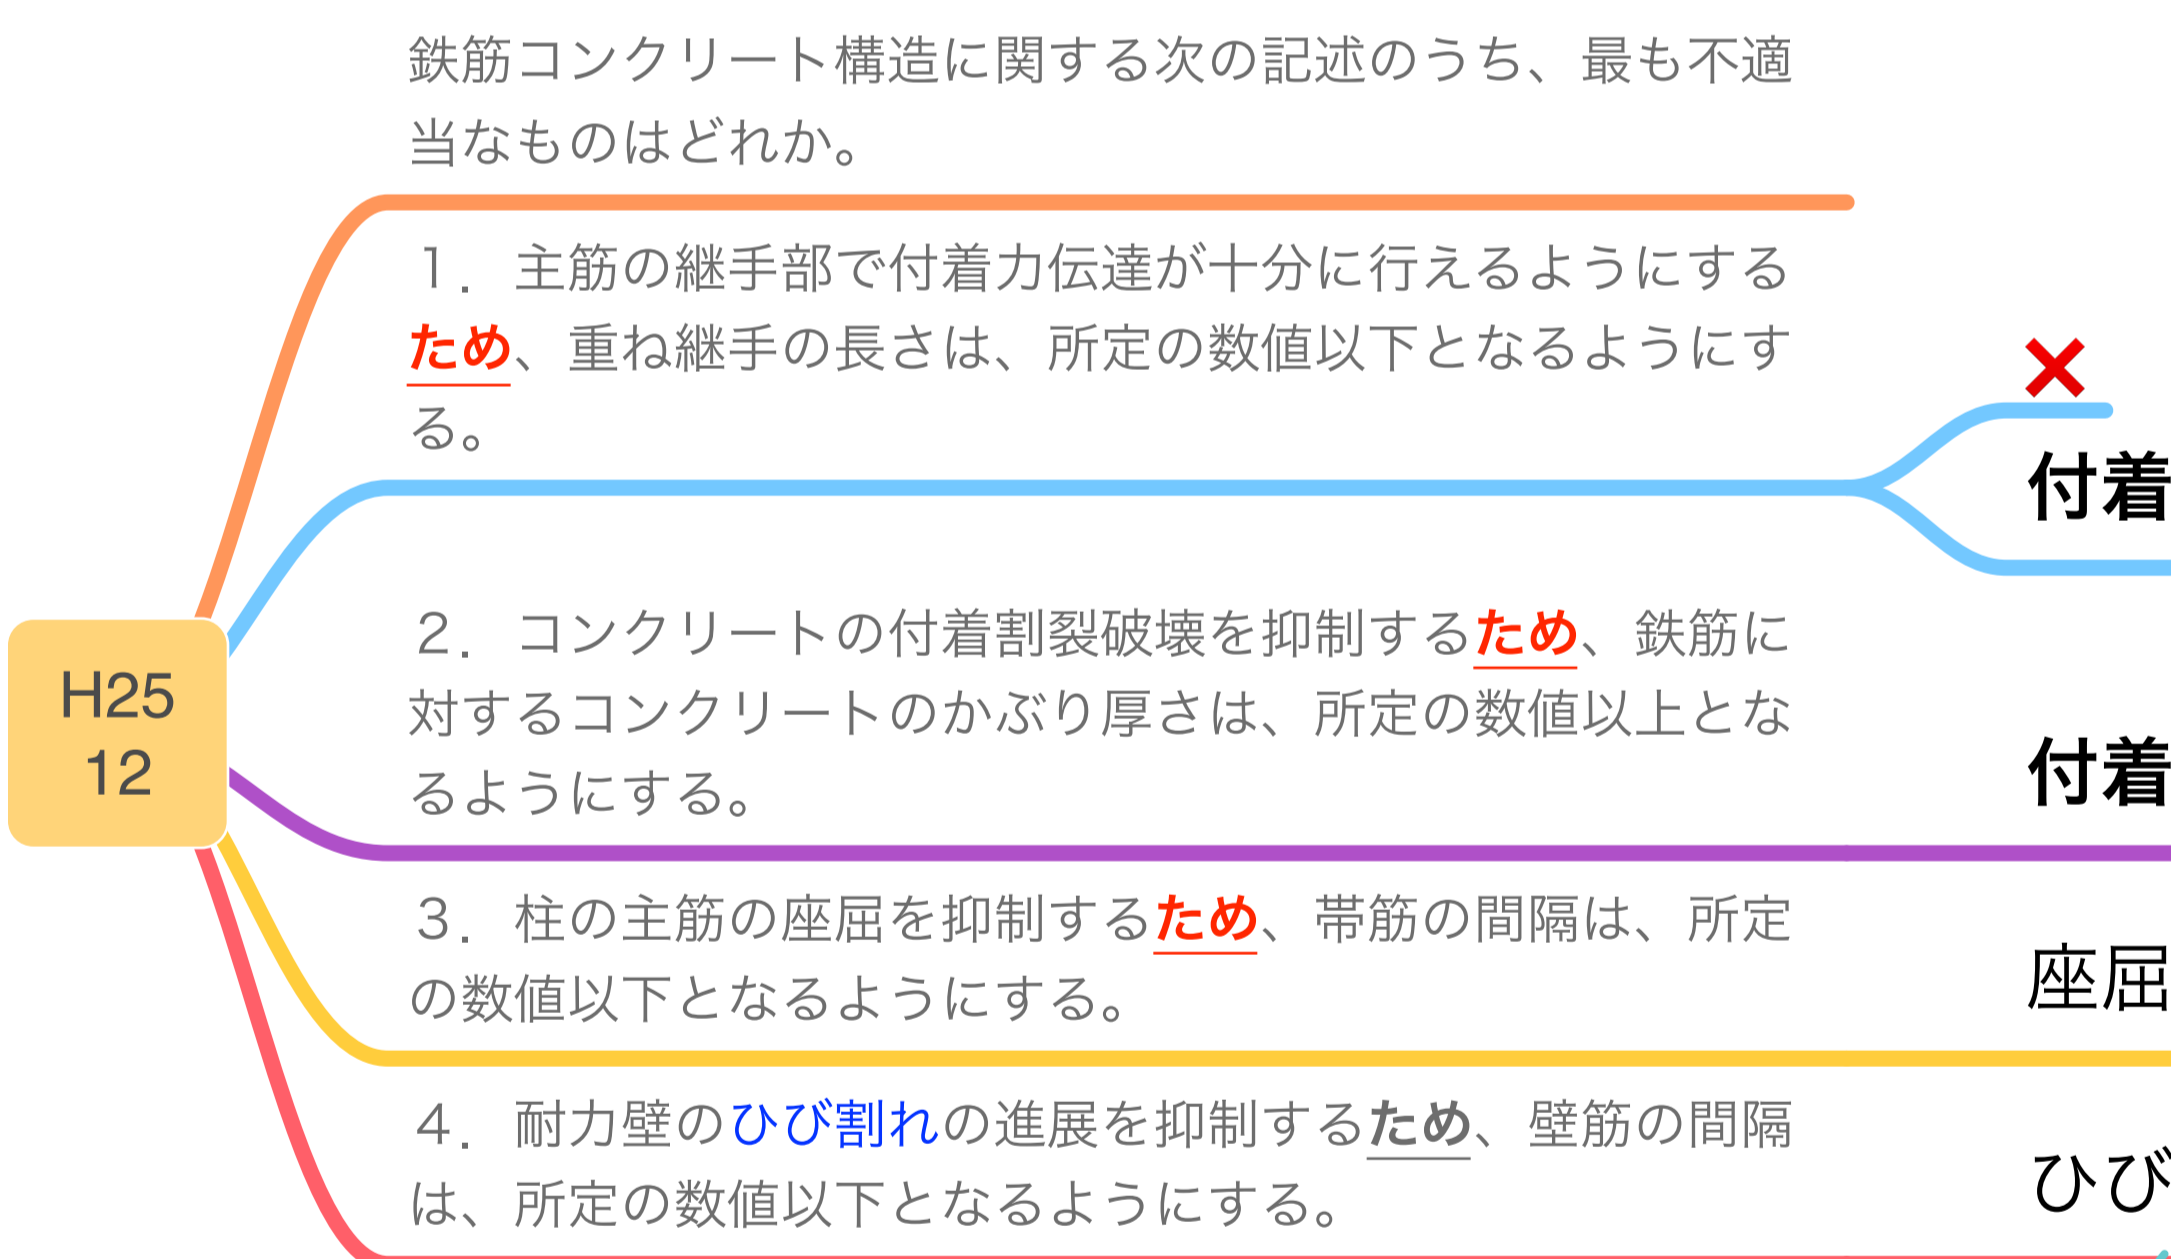 鉄筋コンクリート構造に関する次の記述のうち、最も不適
当なものはどれか。
1． 主筋の継手部で付着力伝達が十分に行えるようにする
ため、重ね継手の長さは、所定の数値以下となるようにす
る。
×
付着
2． コンクリートの付着割裂破壊を抑制するため、鉄筋に
対するコンクリートのかぶり厚さは、所定の数値以上とな
るようにする。
付着
H25
12
3． 柱の主筋の座屈を抑制するため、帯筋の間隔は、所定
の数値以下となるようにする。
座屈
4． 耐力壁のひび割れの進展を抑制するため、壁筋の間隔
は、所定の数値以下となるようにする。
ひび